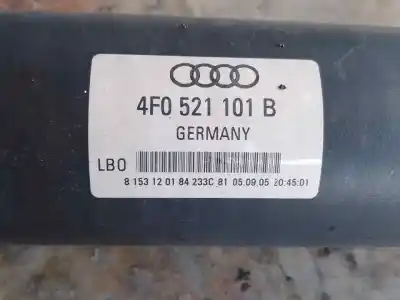 4F0 521 101 B
GERMANY
LBO
8 153 12 01 84 233C 81 05.09.05 20:45:01